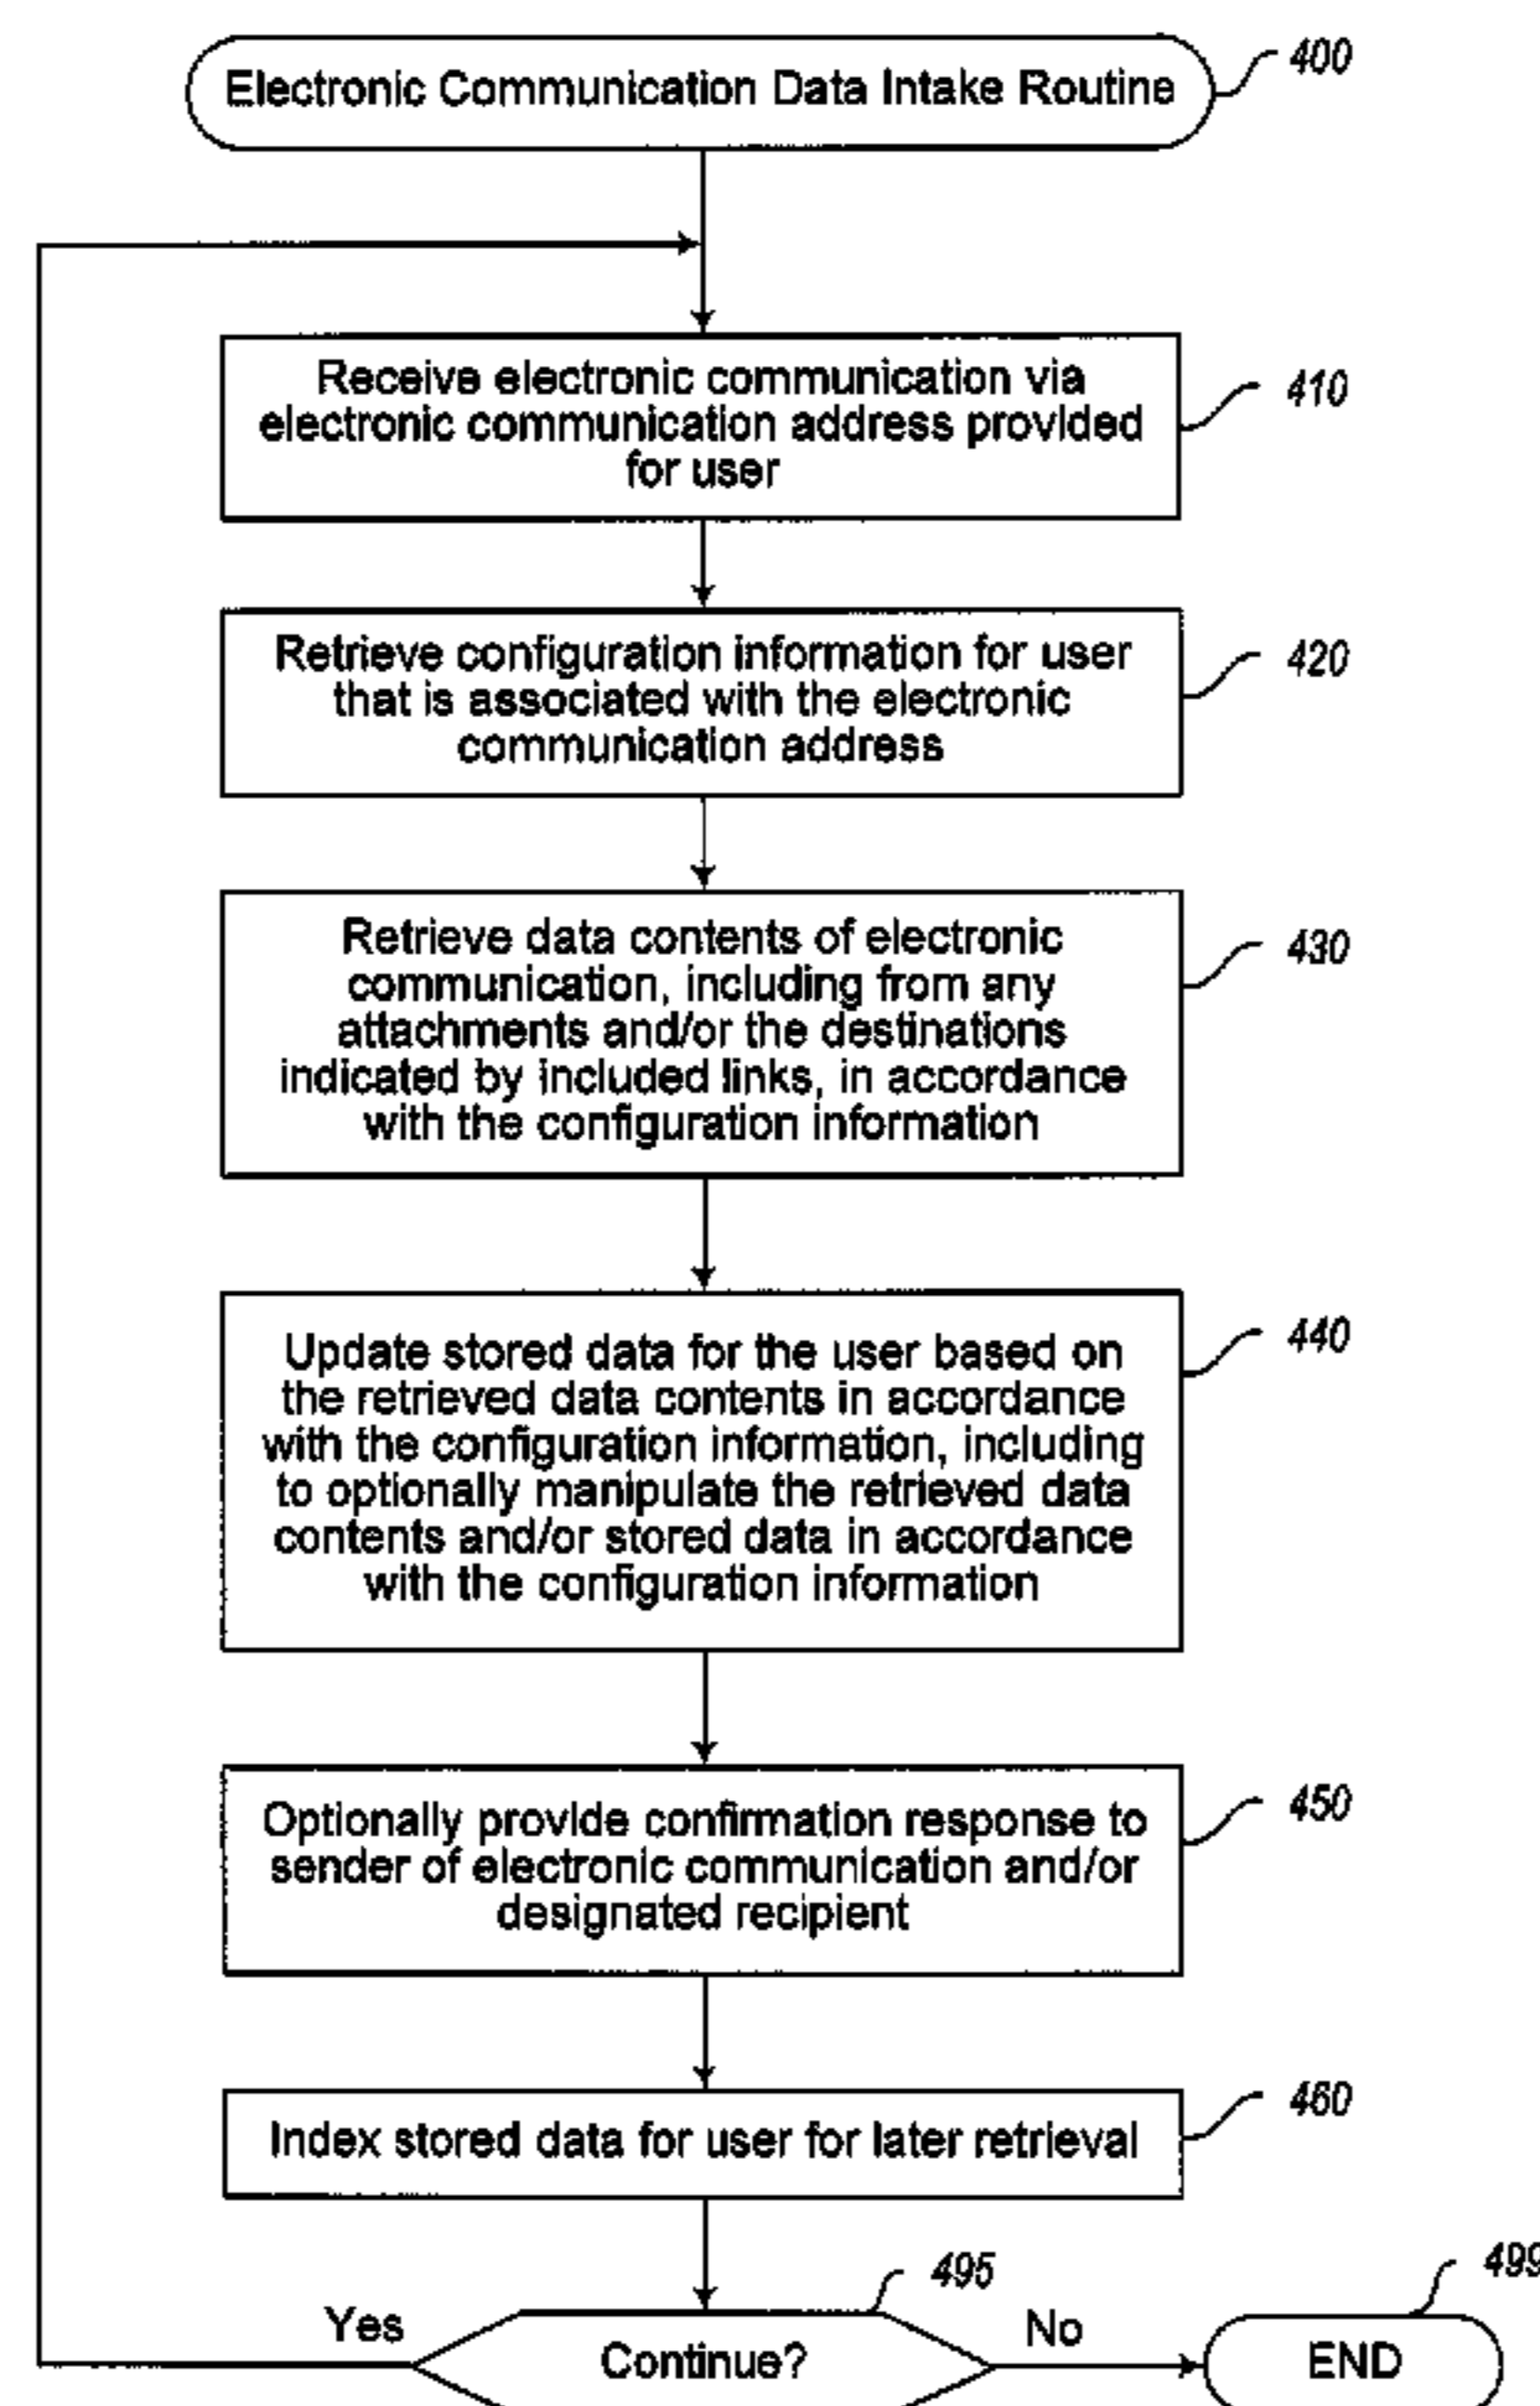 Electronic Communication Data Intake Routine
400
Receive electronic communication via
electronic communication address provided
for user
410
Retrieve configuration information for user
that is associated with the electronic
communication address
420
Retrieve data contents of electronic
communication, including from any
attachments and/or the destinations
indicated by included links, in accordance
with the configuration information
430
Update stored data for the user based on
the retrieved data contents in accordance
with the configuration information, including
to optionally manipulate the retrieved data
contents and/or stored data in accordance
with the configuration information
440
Optionally provide confirmation response to
sender of electronic communication and/or
designated recipient
450
Index stored data for user for later retrieval
460
495
499
Yes
Continue?
No
END